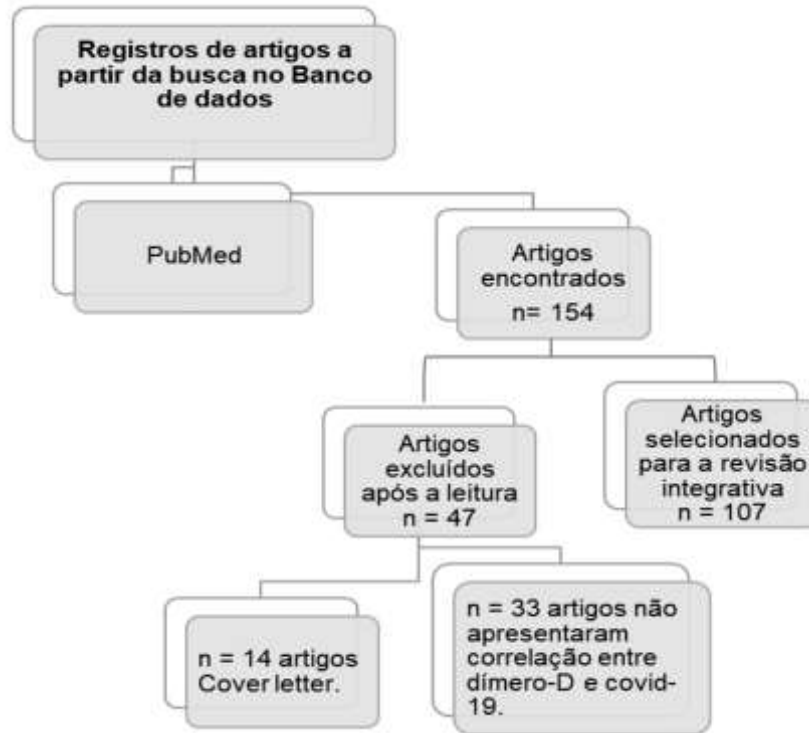 Registros de artigos a
partir da busca no Banco
de dados
PubMed
Artigos
encontrados
n= 154
Artigos
excluídos
após a leitura
n = 47
Artigos
selecionados
para a revisão
integrativa
n = 107
n = 14 artigos
Cover letter.
n = 33 artigos não
apresentaram
correlação entre
dímero-D e covid-
19.